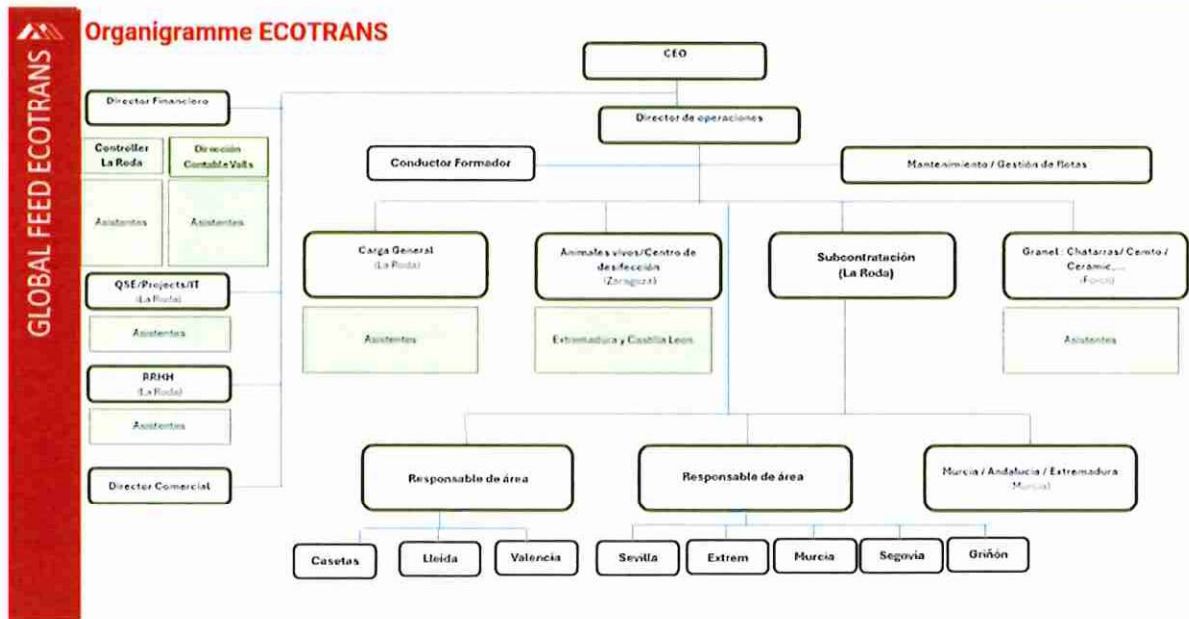 GLOBAL FEED ECOTRANS
Organigramme ECOTRANS
CEO
Director Financiero
Director de operaciones
Controller
La Roda
Dirección
Contable Valls
Conductor Formador
Mantenimiento / Gestión de flotas
Asistentes
Asistentes
Carga General
(La Roda)
Animales vivos/Centro de
desifección
(Zaragoza)
Subcontratación
(La Roda)
Granel: Chatarras/ Cemto /
Ceramic,...
QSE/Projects/IT
(La Roda)
Asistentes
Asistentes
Extremadura y Castilla Leon
Asistentes
RRHH
(La Roda)
Asistentes
Director Comercial
Responsable de área
Responsable de área
Murcia / Andalucia / Extremadura
Murcia)
Casetas
Lleida
Valencia
Sevilla
Extrem
Murcia
Segovia
Griñón